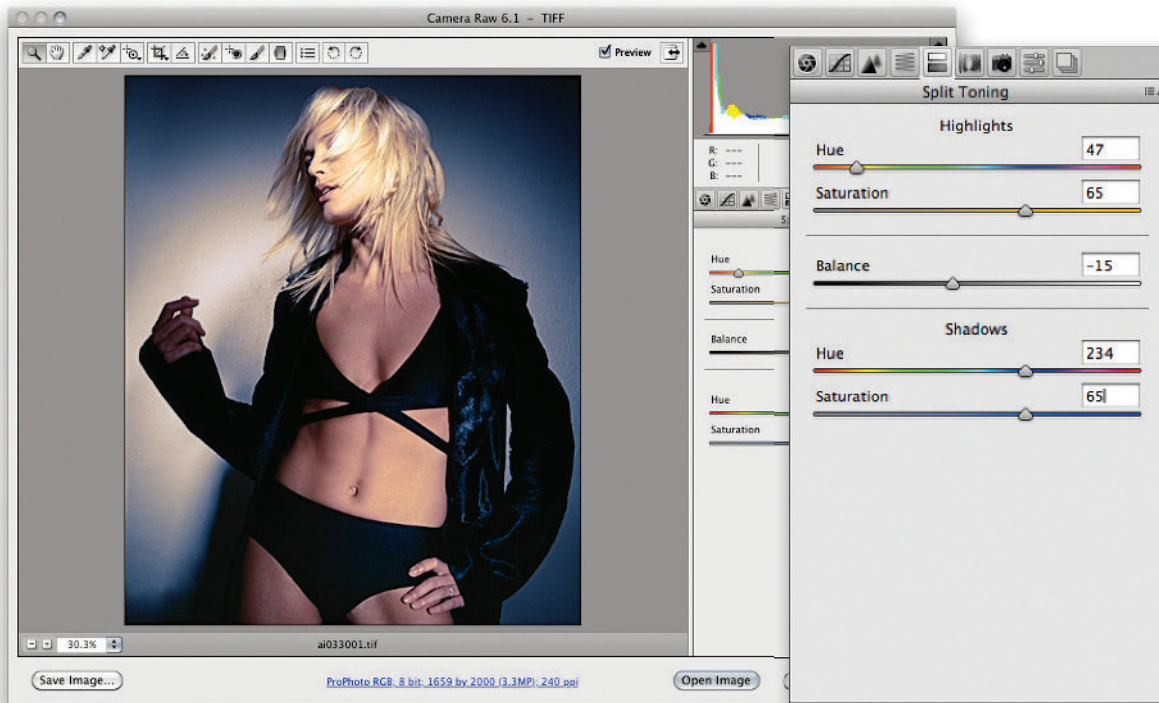 Camera Raw 6.1 – TIFF
Preview
R: ---
G: ---
B: ---
Hue
Saturation
Balance
Hue
Saturation
30.3%
ai033001.tif
Save Image...
ProPhoto RGB; 8 bit; 1659 by 2000 (3.3MP); 240 ppi
Open Image
Split Toning
Highlights
Hue
47
Saturation
65
Balance
-15
Shadows
Hue
234
Saturation
65